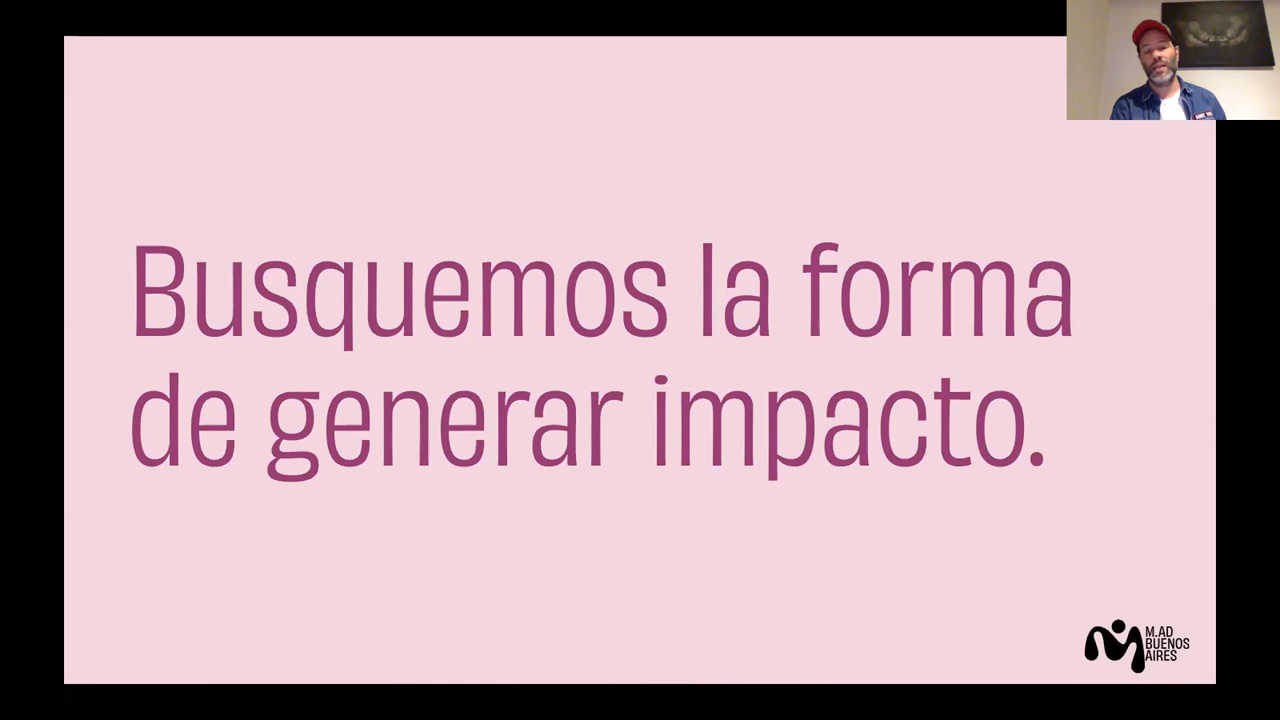 Busquemos la forma
de generar impacto.
M.AD
BUENOS
AIRES